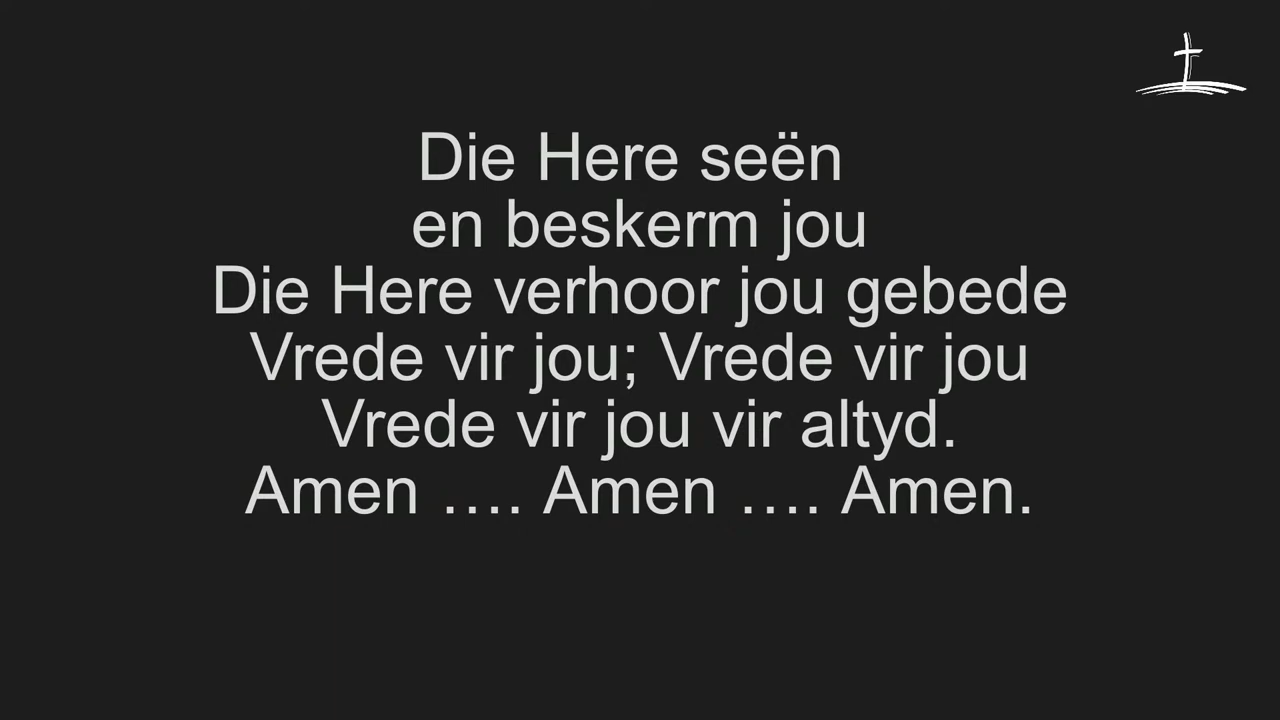 Die Here seën
en beskerm jou
Die Here verhoor jou gebede
Vrede vir jou; Vrede vir jou
Vrede vir jou vir altyd.
Amen …. Amen …. Amen.